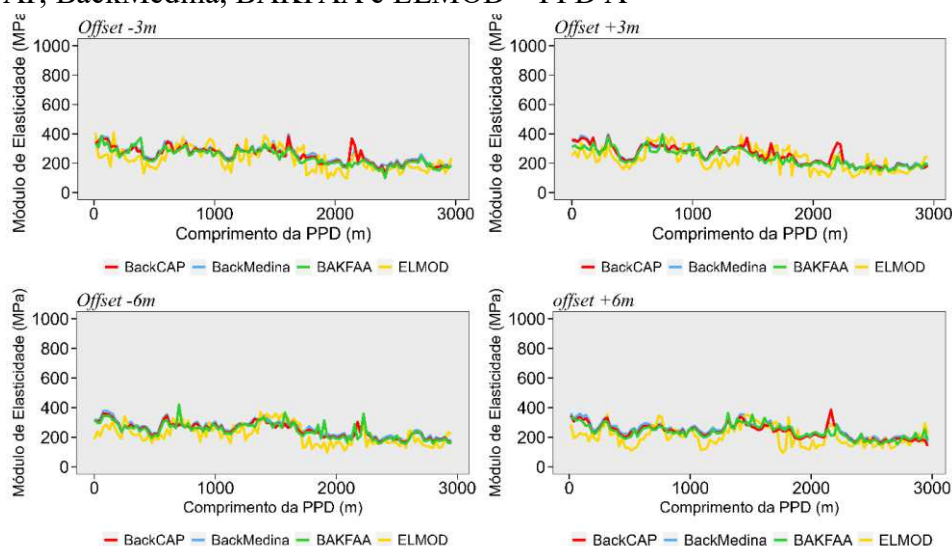 BackMedina, BAKFAA e ELMOD – PPD A
Offset -3m
Módulo de Elasticidade (MPa)
1000
800
600
400
200
0
0 1000 2000 3000
Comprimento da PPD (m)
BackCAP BackMedina BAKFAA ELMOD
Offset +3m
Módulo de Elasticidade (MPa)
1000
800
600
400
200
0
0 1000 2000 3000
Comprimento da PPD (m)
BackCAP BackMedina BAKFAA ELMOD
Offset -6m
Módulo de Elasticidade (MPa)
1000
800
600
400
200
0
0 1000 2000 3000
Comprimento da PPD (m)
BackCAP BackMedina BAKFAA ELMOD
offset +6m
Módulo de Elasticidade (MPa)
1000
800
600
400
200
0
0 1000 2000 3000
Comprimento da PPD (m)
BackCAP BackMedina BAKFAA ELMOD